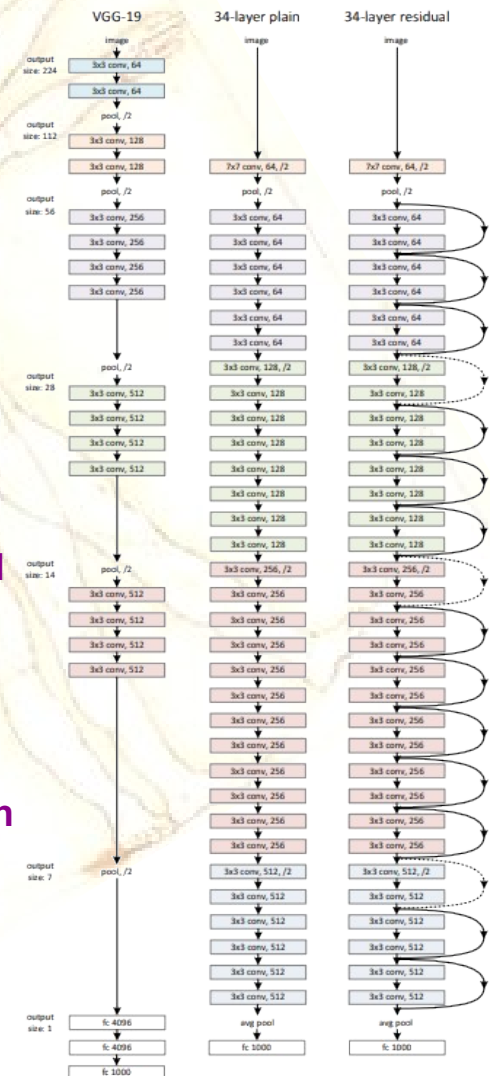 VGG-19
image
output
size: 224
3x3 conv, 64
3x3 conv, 64
pool, /2
output
size: 112
3x3 conv, 128
3x3 conv, 128
pool, /2
output
size: 56
3x3 conv, 256
3x3 conv, 256
3x3 conv, 256
3x3 conv, 256
pool, /2
output
size: 28
3x3 conv, 512
3x3 conv, 512
3x3 conv, 512
3x3 conv, 512
pool, /2
output
size: 14
3x3 conv, 512
3x3 conv, 512
3x3 conv, 512
3x3 conv, 512
n
output
size: 7
pool, /2
output
size: 1
fc 4096
fc 4096
fc 1000
34-layer plain
image
7x7 conv, 64, /2
pool, /2
3x3 conv, 64
3x3 conv, 64
3x3 conv, 64
3x3 conv, 64
3x3 conv, 64
3x3 conv, 64
3x3 conv, 128, /2
3x3 conv, 128
3x3 conv, 128
3x3 conv, 128
3x3 conv, 128
3x3 conv, 128
3x3 conv, 128
3x3 conv, 128
3x3 conv, 256, /2
3x3 conv, 256
3x3 conv, 256
3x3 conv, 256
3x3 conv, 256
3x3 conv, 256
3x3 conv, 256
3x3 conv, 256
3x3 conv, 256
3x3 conv, 256
3x3 conv, 256
3x3 conv, 256
3x3 conv, 512, /2
3x3 conv, 512
3x3 conv, 512
3x3 conv, 512
3x3 conv, 512
3x3 conv, 512
avg pool
fc 1000
34-layer residual
image
7x7 conv, 64, /2
pool, /2
3x3 conv, 64
3x3 conv, 64
3x3 conv, 64
3x3 conv, 64
3x3 conv, 64
3x3 conv, 64
3x3 conv, 128, /2
3x3 conv, 128
3x3 conv, 128
3x3 conv, 128
3x3 conv, 128
3x3 conv, 128
3x3 conv, 128
3x3 conv, 128
3x3 conv, 256, /2
3x3 conv, 256
3x3 conv, 256
3x3 conv, 256
3x3 conv, 256
3x3 conv, 256
3x3 conv, 256
3x3 conv, 256
3x3 conv, 256
3x3 conv, 256
3x3 conv, 256
3x3 conv, 256
3x3 conv, 512, /2
3x3 conv, 512
3x3 conv, 512
3x3 conv, 512
3x3 conv, 512
3x3 conv, 512
avg pool
fc 1000